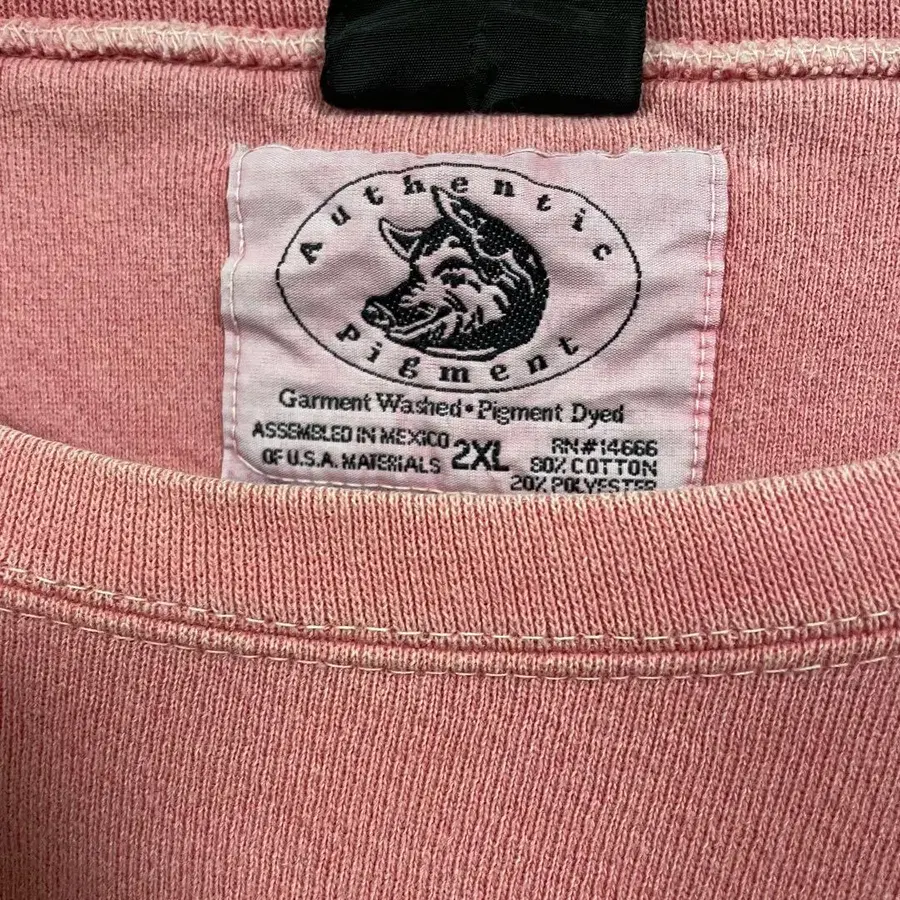 Authentic
Pigment
Garment Washed • Pigment Dyed
ASSEMBLED IN MEXICO
OF U.S.A. MATERIALS
2XL
RN#14666
80% COTTON
20% POLYESTER